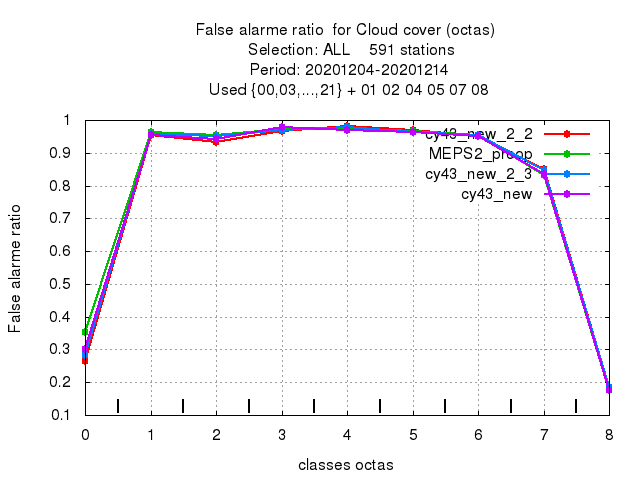 False alarme ratio  for Cloud cover (octas)
Selection: ALL    591 stations
Period: 20201204-20201214
Used {00,03,...,21} + 01 02 04 05 07 08
cy43_new_2_2
MEPS2_preop
cy43_new_2_3
cy43_new
False alarme ratio
1
0.9
0.8
0.7
0.6
0.5
0.4
0.3
0.2
0.1
0 1 2 3 4 5 6 7 8
classes octas